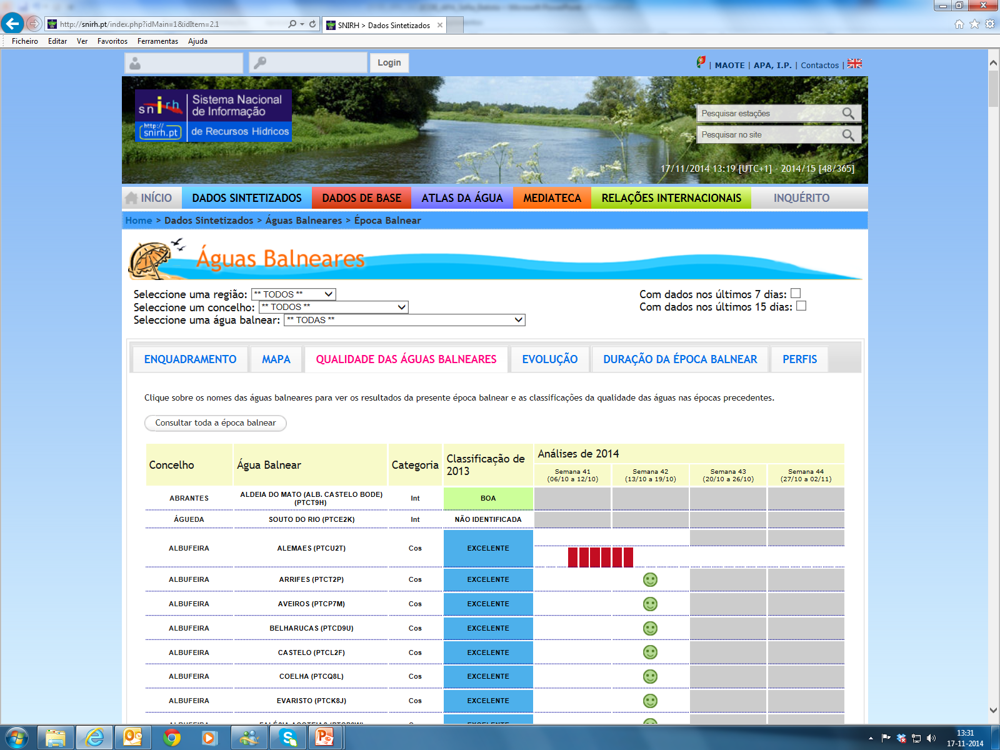 http://snirh.pt/index.php?idMain=1&idItem=2.1
SNIRH > Dados Sintetizados
Ficheiro Editar Ver Favoritos Ferramentas Ajuda
Login
| MAOTE | APA, I.P. | Contactos |
snirh
Sistema Nacional
de Informação
http://
snirh.pt
de Recursos Hídricos
Pesquisar estações
Pesquisar no site
17/11/2014 13:19 [UTC+1] - 2014/15 [48/365]
INÍCIO DADOS SINTETIZADOS DADOS DE BASE ATLAS DA ÁGUA MEDIATECA RELAÇÕES INTERNACIONAIS INQUÉRITO
Home > Dados Sintetizados > Águas Balneares > Época Balnear
Águas Balneares
Seleccione uma região: ** TODOS **
Com dados nos últimos 7 dias:
Seleccione um concelho: ** TODOS **
Com dados nos últimos 15 dias:
Seleccione uma água balnear: ** TODAS **
ENQUADRAMENTO MAPA QUALIDADE DAS ÁGUAS BALNEARES EVOLUÇÃO DURAÇÃO DA ÉPOCA BALNEAR PERFIS
Clique sobre os nomes das águas balneares para ver os resultados da presente época balnear e as classificações da qualidade das águas nas épocas precedentes.
Consultar toda a época balnear
Concelho Água Balnear Categoria Classificação de 2013 Análises de 2014
Semana 41 (06/10 a 12/10) Semana 42 (13/10 a 19/10) Semana 43 (20/10 a 26/10) Semana 44 (27/10 a 02/11)
ABRANTES ALDEIA DO MATO (ALB. CASTELO BODE) (PTCT9H) Int BOA
ÁGUEDA SOUTO DO RIO (PTCE2K) Int NÃO IDENTIFICADA
ALBUFEIRA ALEMAES (PTCU2T) Cos EXCELENTE
ALBUFEIRA ARRIFES (PTCT2P) Cos EXCELENTE
ALBUFEIRA AVEIROS (PTCP7M) Cos EXCELENTE
ALBUFEIRA BELHARUCAS (PTCD9U) Cos EXCELENTE
ALBUFEIRA CASTELO (PTCL2F) Cos EXCELENTE
ALBUFEIRA COELHA (PTCQ8L) Cos EXCELENTE
ALBUFEIRA EVARISTO (PTCK8J) Cos EXCELENTE
13:31
17-11-2014